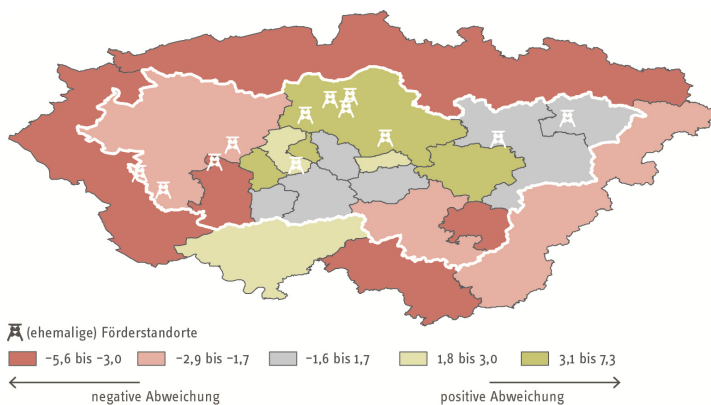 (ehemalige) Förderstandorte
−5,6 bis −3,0 −2,9 bis −1,7 −1,6 bis 1,7 1,8 bis 3,0 3,1 bis 7,3
negative Abweichung positive Abweichung